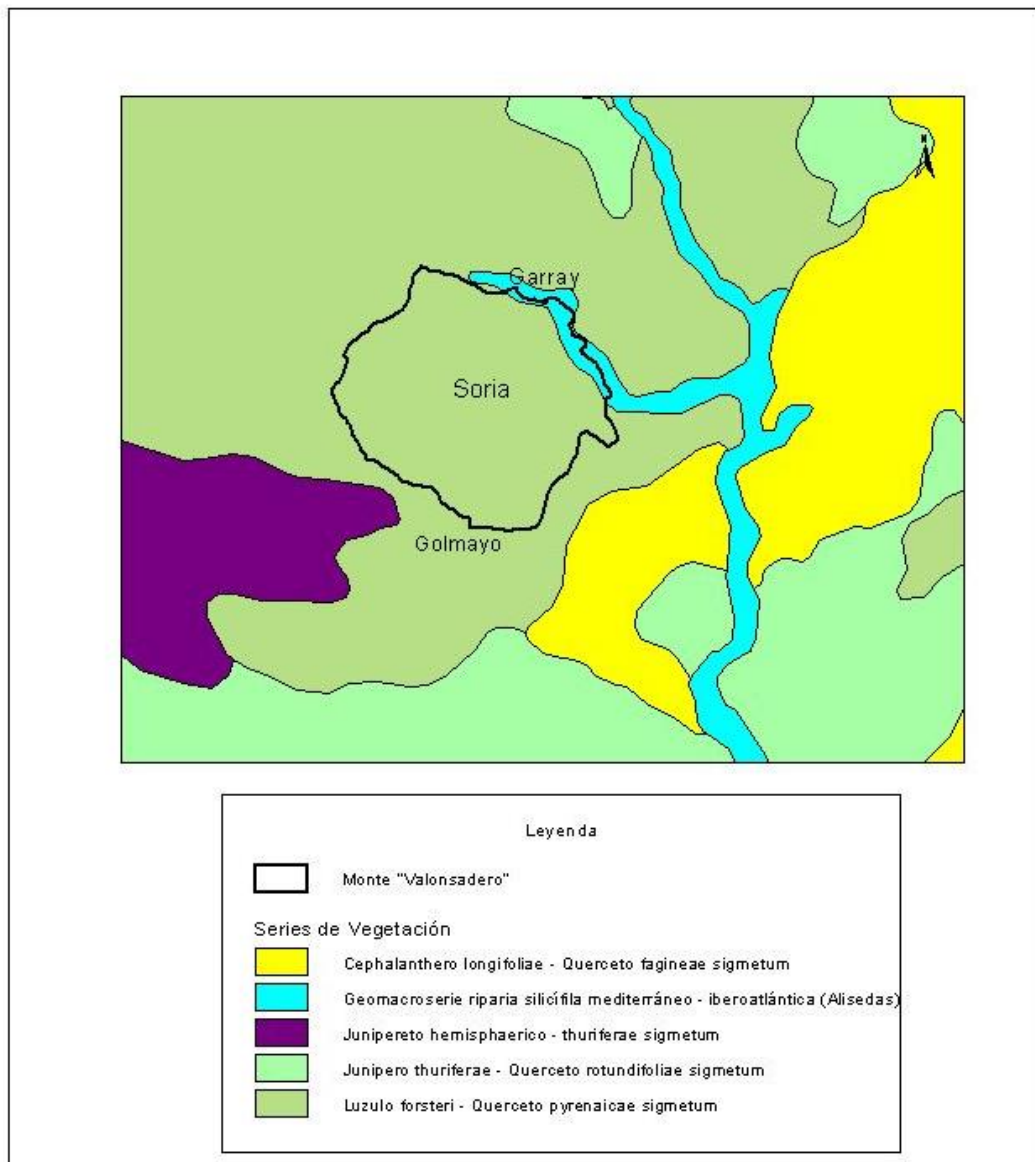 N
Garray
Soria
Golmayo
Leyenda
Monte "Valonsadero"
Series de Vegetación
Cephalanthero longifoliae - Querceto fagineae sigmetum
Geomacroserie riparia silicífila mediterráneo - iberoatlántica (Alisedas)
Junipereto hemisphaerico - thuriferae sigmetum
Junipero thuriferae - Querceto rotundifoliae sigmetum
Luzulo forsteri - Querceto pyrenaicae sigmetum